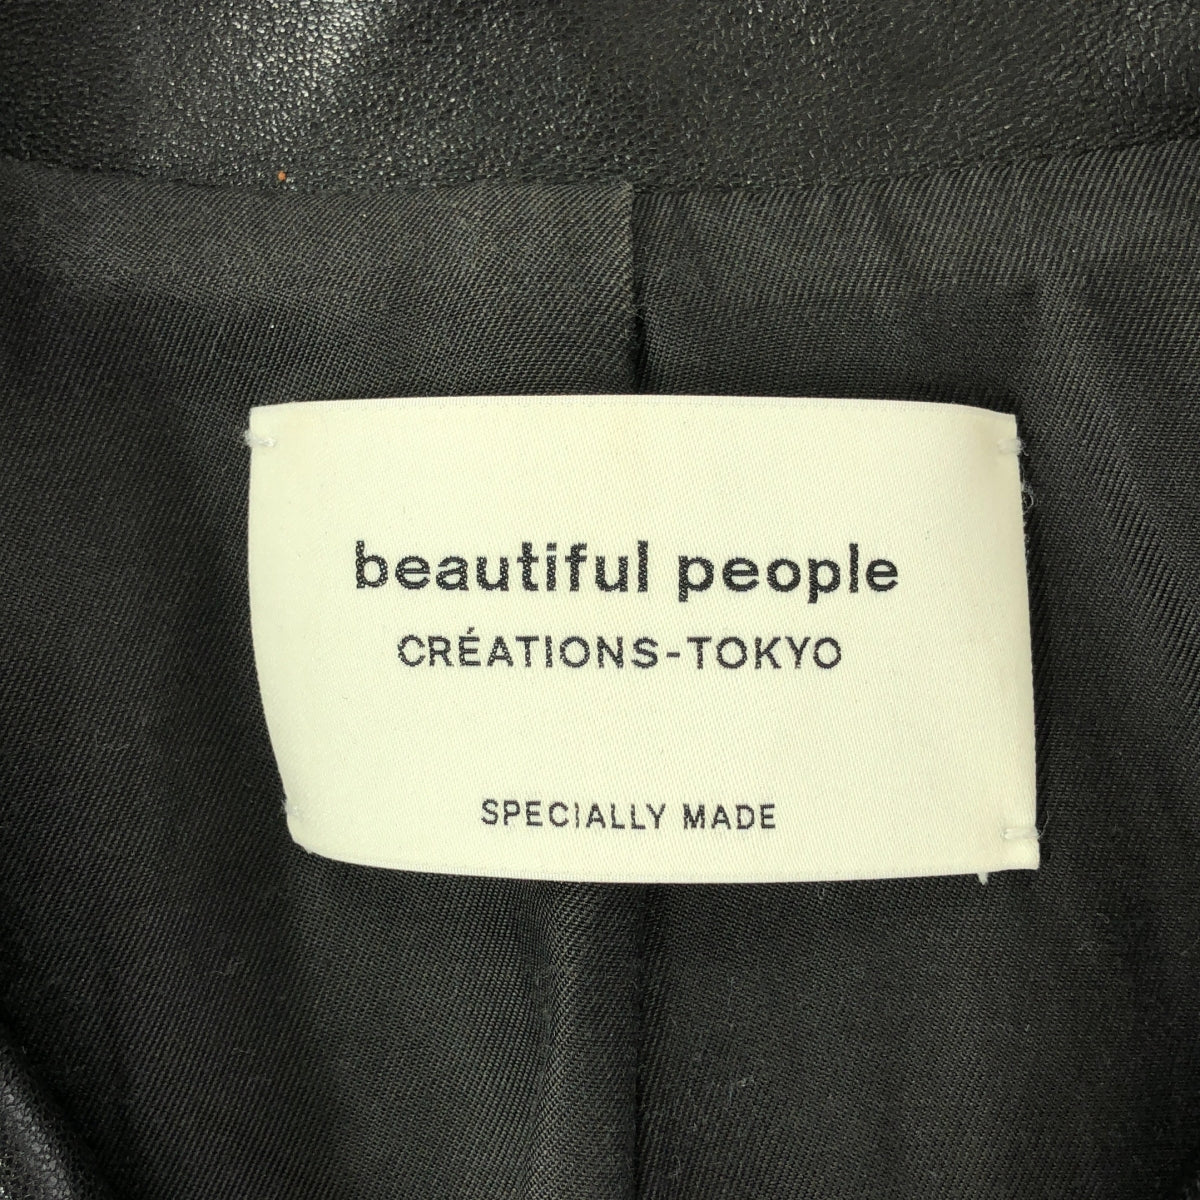 beautiful people
CRÉATIONS-TOKYO
SPECIALLY MADE